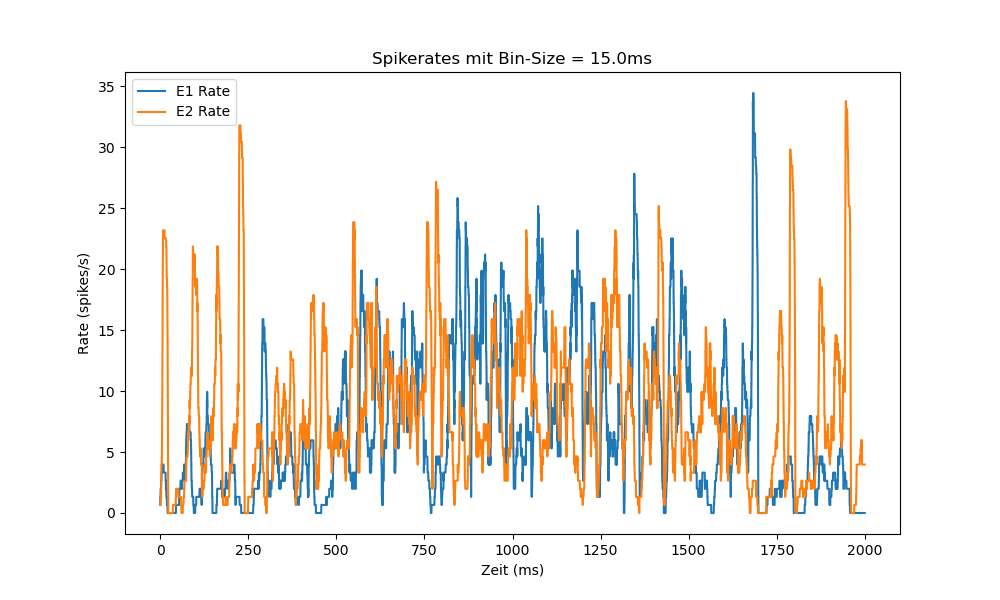 Spikerates mit Bin-Size = 15.0ms
E1 Rate
E2 Rate
35
30
25
20
15
10
5
0
Rate (spikes/s)
0 250 500 750 1000 1250 1500 1750 2000
Zeit (ms)